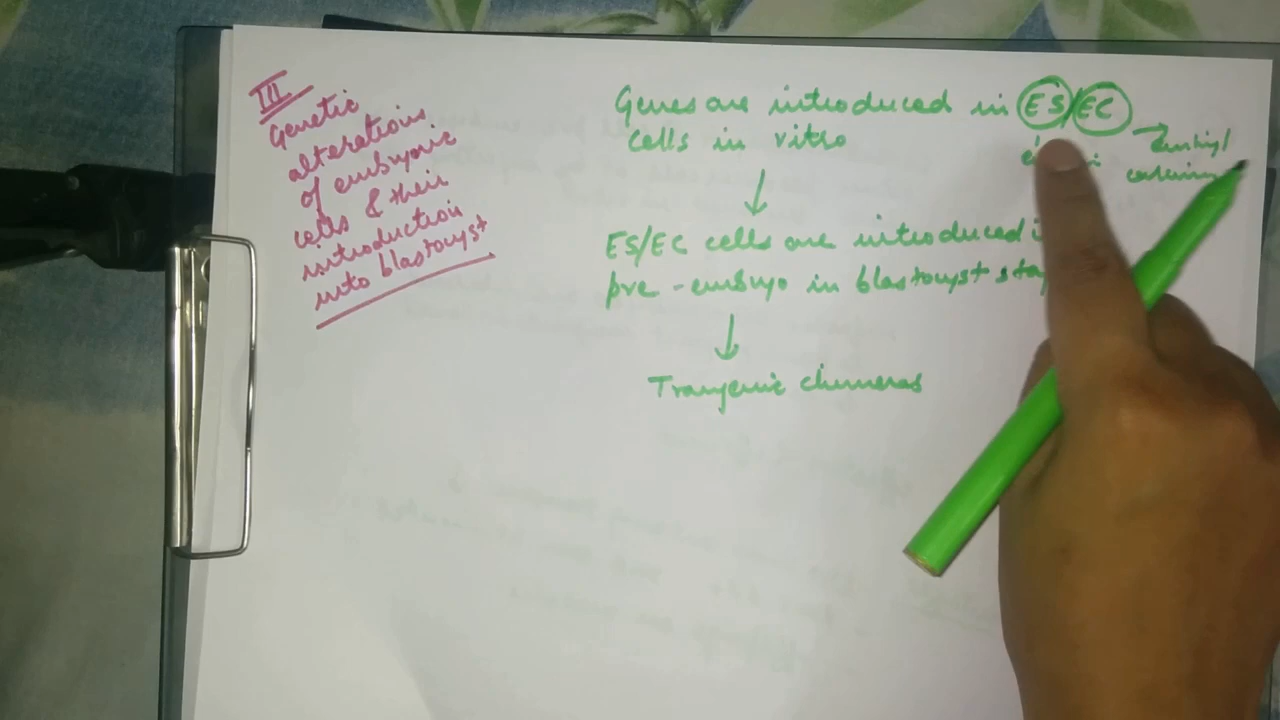 III.
Genetic
alterations
of embryonic
cells & their
introduction
into blastocyst
Genes are introduced in ES/EC
cells in vitro
ES/EC cells are introduced
pre-embryo in blastocyst
Transgenic chimeras